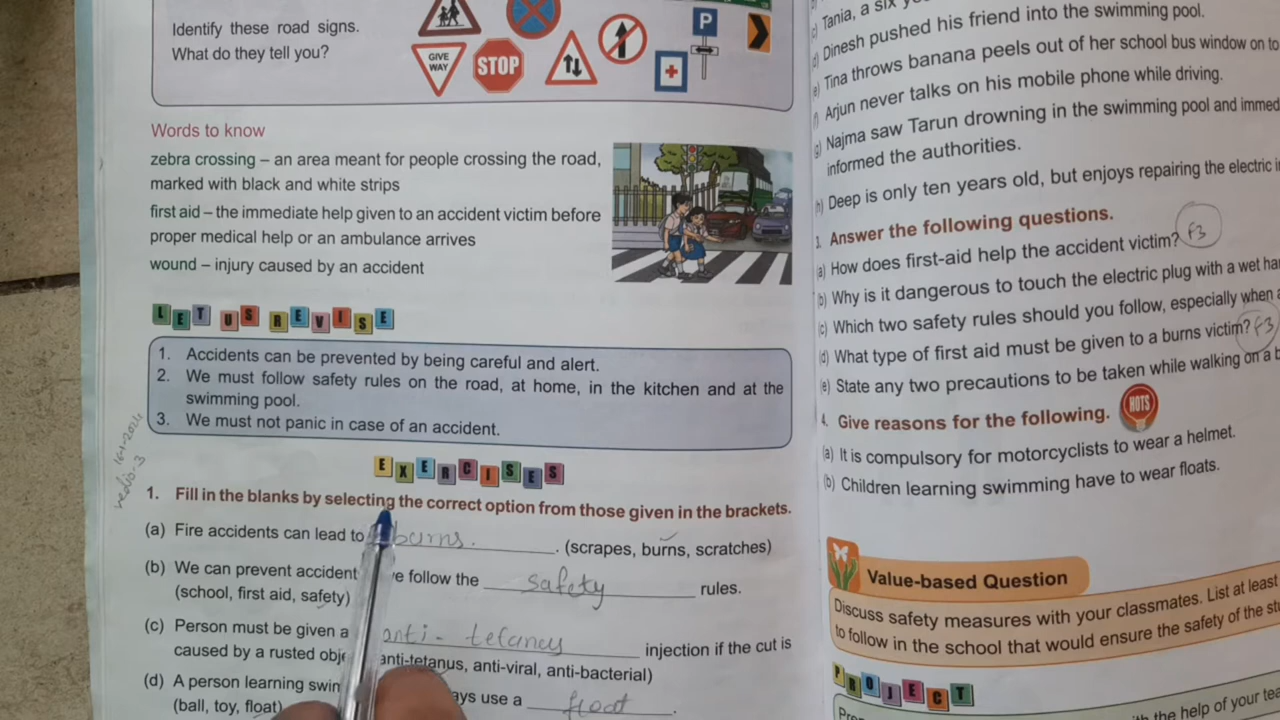 Identify these road signs.
What do they tell you?
GIVE
WAY
STOP
P
Words to know
zebra crossing – an area meant for people crossing the road,
marked with black and white strips
first aid – the immediate help given to an accident victim before
proper medical help or an ambulance arrives
wound – injury caused by an accident
LET US REVISE
1. Accidents can be prevented by being careful and alert.
2. We must follow safety rules on the road, at home, in the kitchen and at the
swimming pool.
3. We must not panic in case of an accident.
EXERCISES
1. Fill in the blanks by selecting the correct option from those given in the brackets.
(a) Fire accidents can lead to burns. . (scrapes, burns, scratches)
(b) We can prevent accident e follow the safety rules.
(school, first aid, safety)
(c) Person must be given a anti- injection if the cut is
caused by a rusted obje anti-tetanus, anti-viral, anti-bacterial)
(d) A person learning swim ays use a float .
(ball, toy, float)
c) Tania, a six
d) Dinesh pushed his friend into the swimming pool.
e) Tina throws banana peels out of her school bus window on to
f) Arjun never talks on his mobile phone while driving.
g) Najma saw Tarun drowning in the swimming pool and immed
informed the authorities.
(h) Deep is only ten years old, but enjoys repairing the electric
3. Answer the following questions.
(a) How does first-aid help the accident victim? f3
(b) Why is it dangerous to touch the electric plug with a wet ha
(c) Which two safety rules should you follow, especially when
(d) What type of first aid must be given to a burns victim? f3
(e) State any two precautions to be taken while walking on a b
4. Give reasons for the following. HOTS
(a) It is compulsory for motorcyclists to wear a helmet.
(b) Children learning swimming have to wear floats.
Value-based Question
Discuss safety measures with your classmates. List at least
to follow in the school that would ensure the safety of the st
PROJECT
the help of your tea